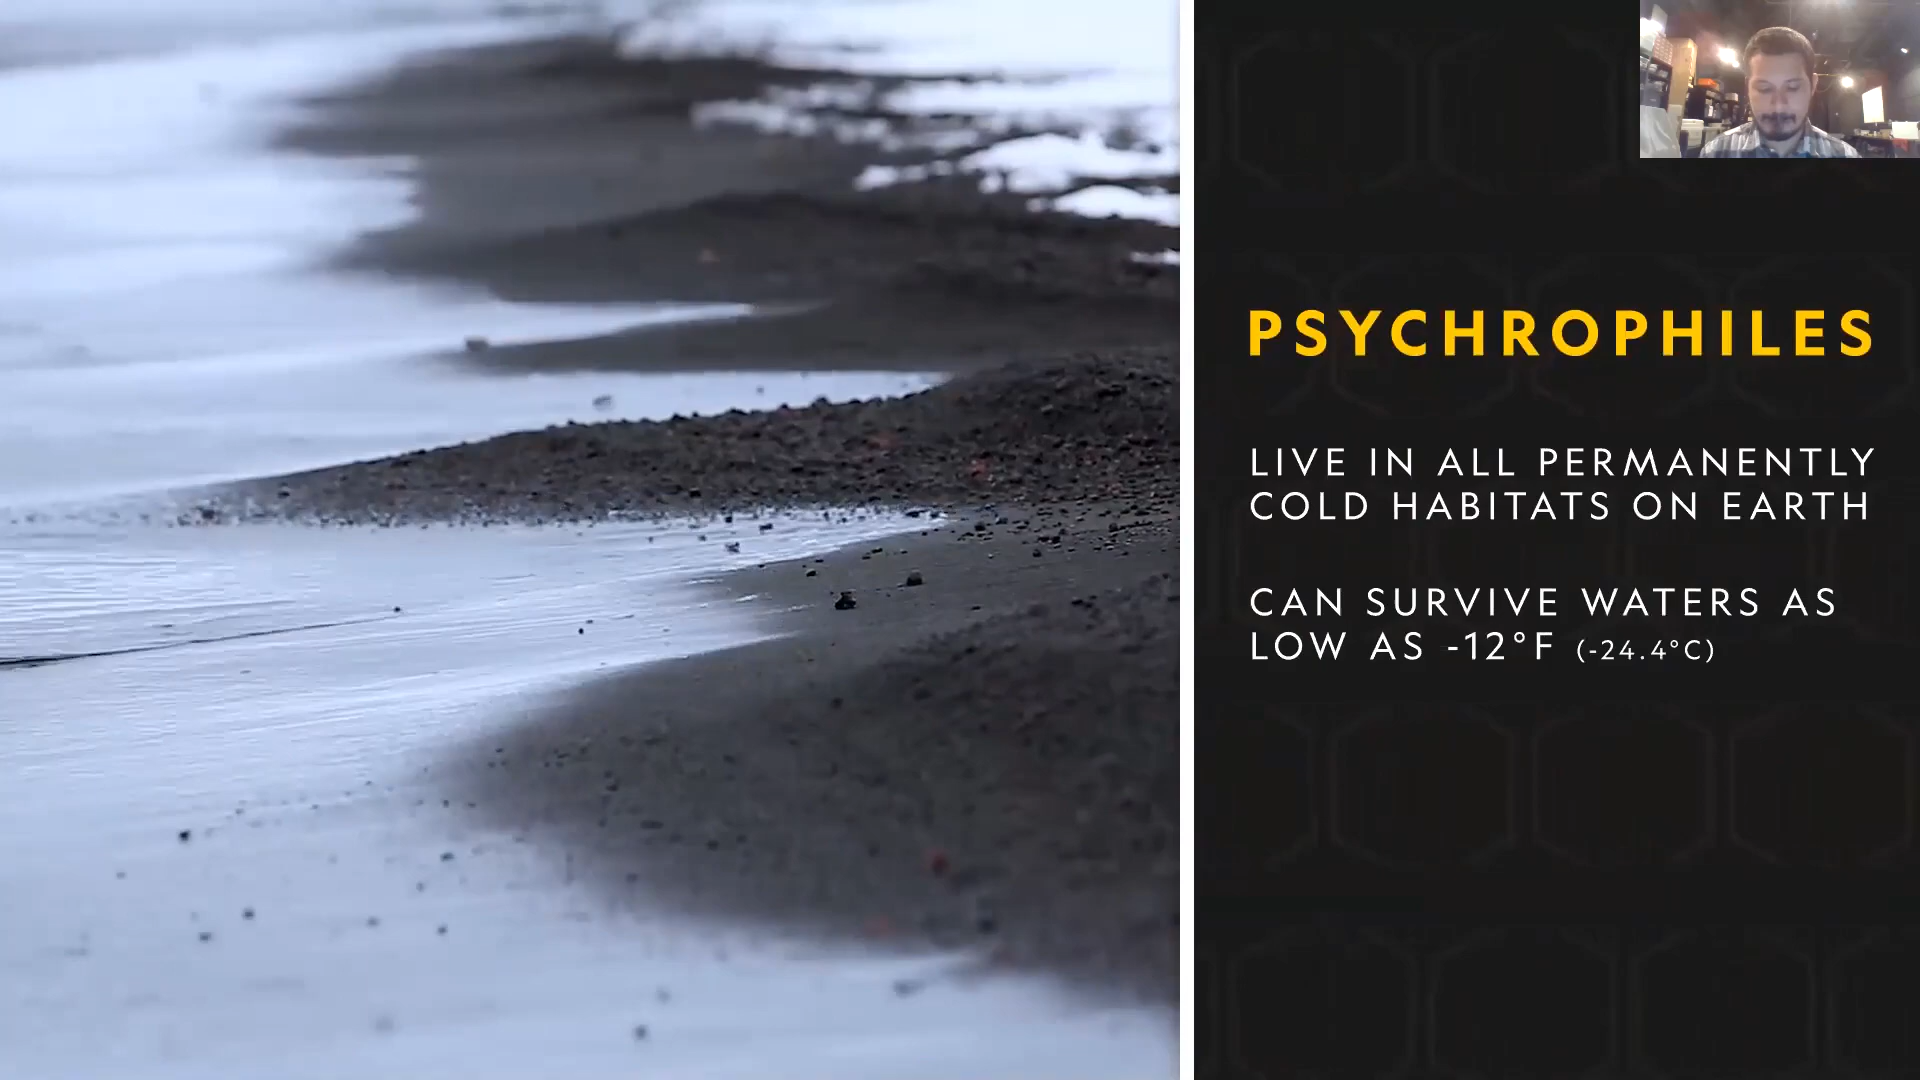 PSYCHROPHILES
LIVE IN ALL PERMANENTLY
COLD HABITATS ON EARTH
CAN SURVIVE WATERS AS
LOW AS -12°F (-24.4°C)